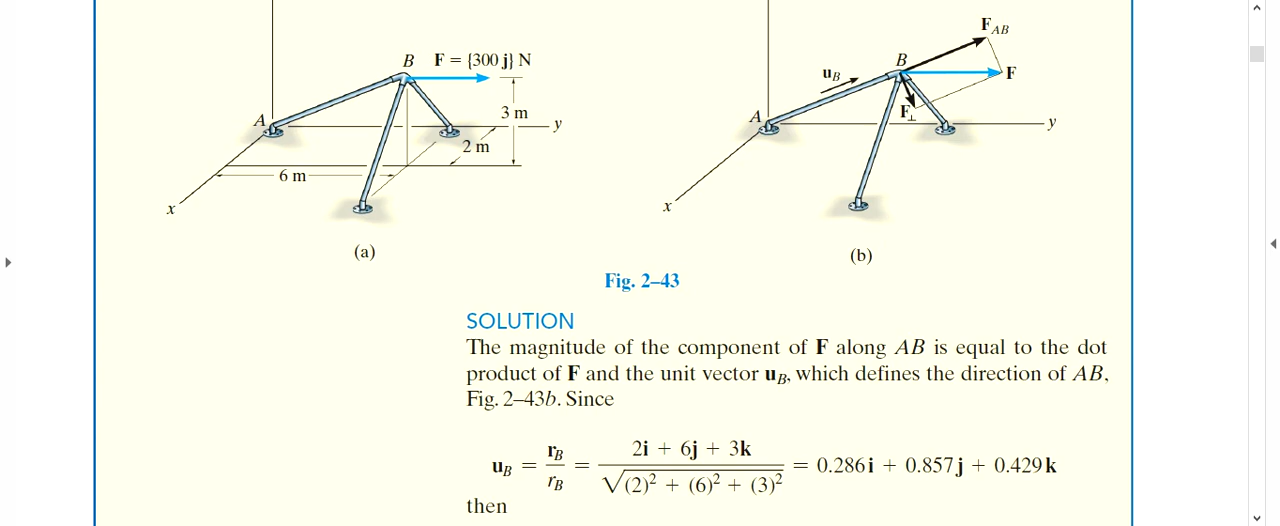 B F = {300 j} N
A
3 m
y
2 m
6 m
x
(a)
F_AB
B
u_B
F
A
F_⊥
y
x
(b)
Fig. 2–43
SOLUTION
The magnitude of the component of F along AB is equal to the dot
product of F and the unit vector u_B, which defines the direction of AB,
Fig. 2–43b. Since
u_B = r_B / r_B = (2i + 6j + 3k) / √((2)² + (6)² + (3)²) = 0.286i + 0.857j + 0.429k
then